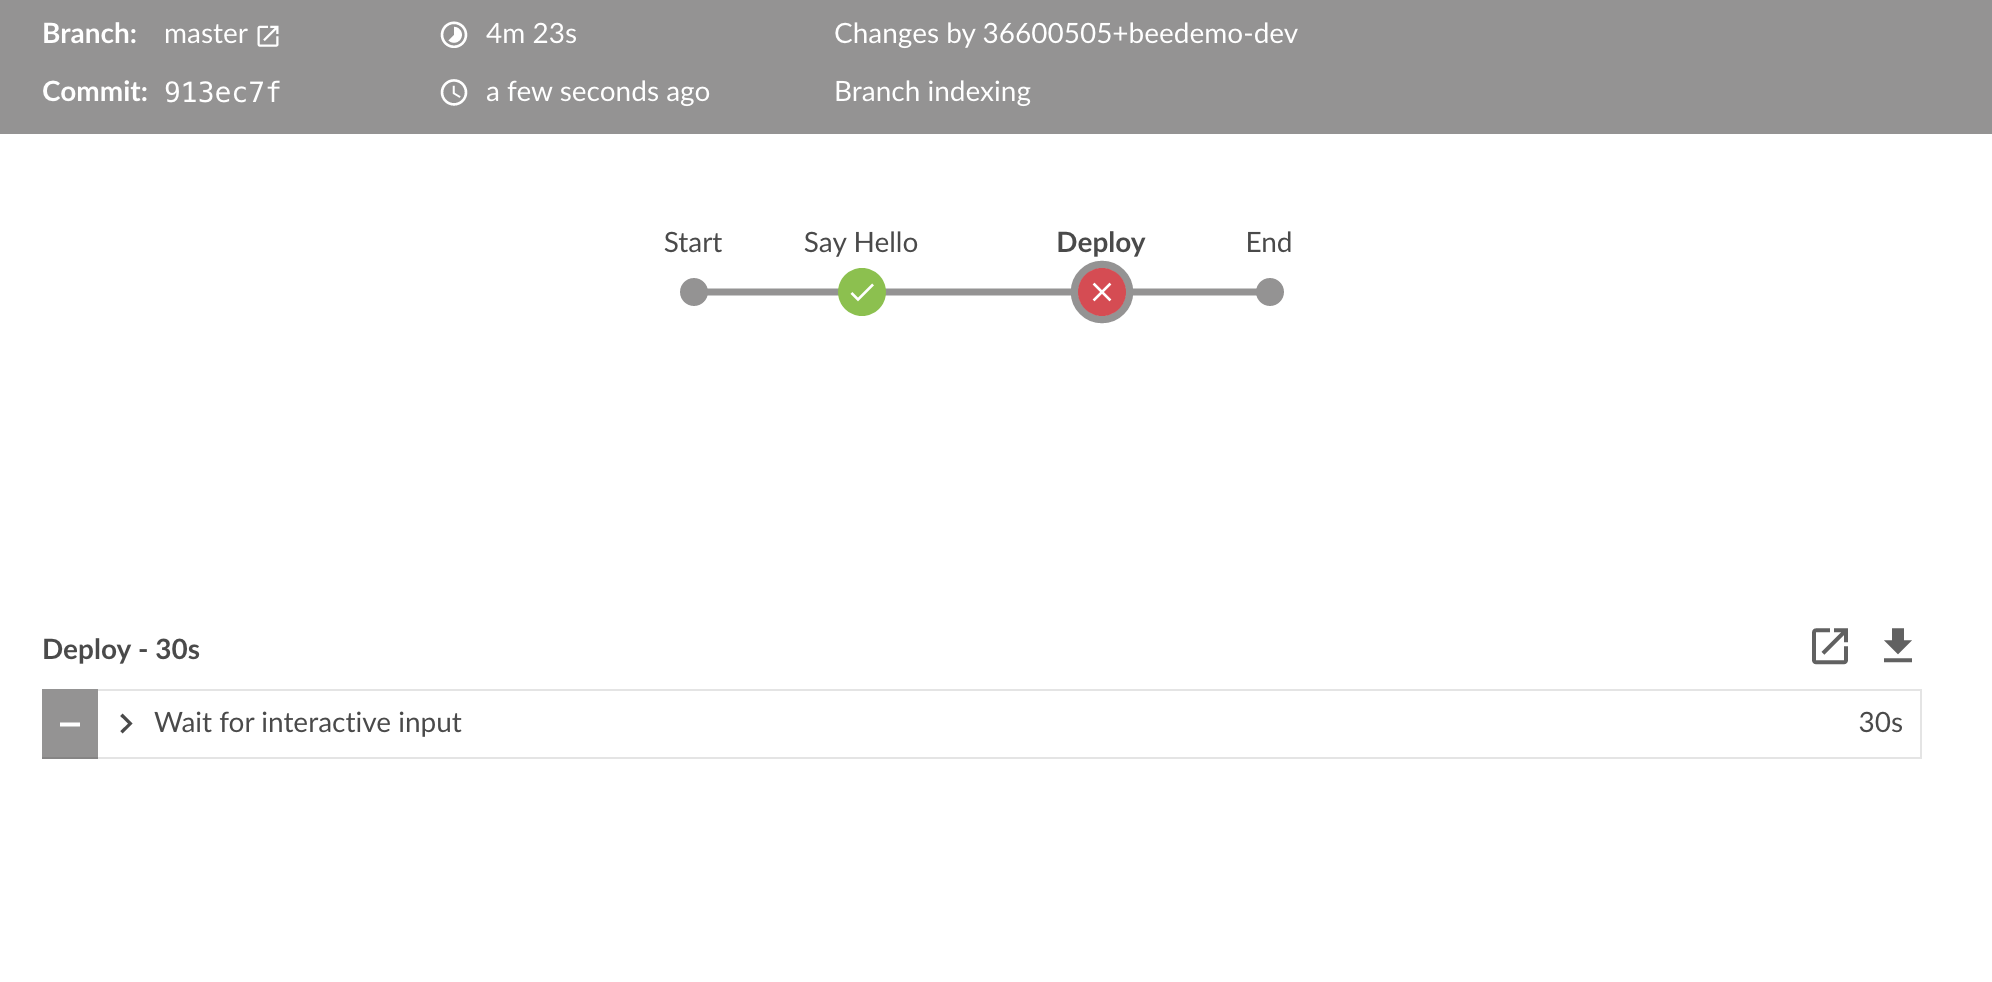 Branch: master 4m 23s Changes by 36600505+beedemo-dev
Commit: 913ec7f a few seconds ago Branch indexing
Start Say Hello Deploy End
Deploy - 30s
Wait for interactive input 30s